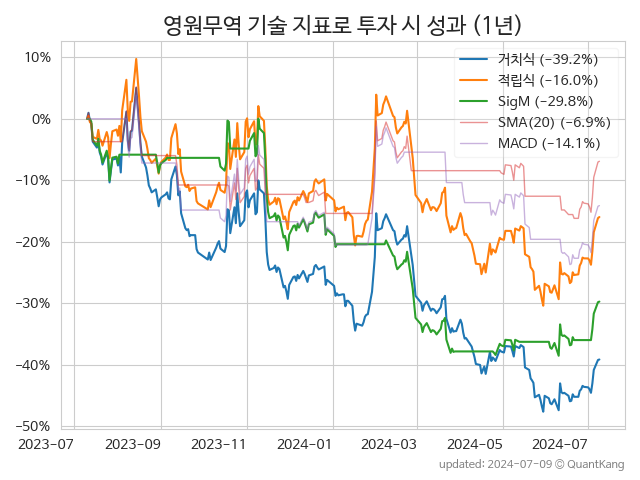 영원무역 기술 지표로 투자 시 성과 (1년)
10%
0%
−10%
−20%
−30%
−40%
−50%
거치식 (−39.2%)
적립식 (−16.0%)
SigM (−29.8%)
SMA(20) (−6.9%)
MACD (−14.1%)
2023-07
2023-09
2023-11
2024-01
2024-03
2024-05
2024-07
updated: 2024-07-09 © QuantKang